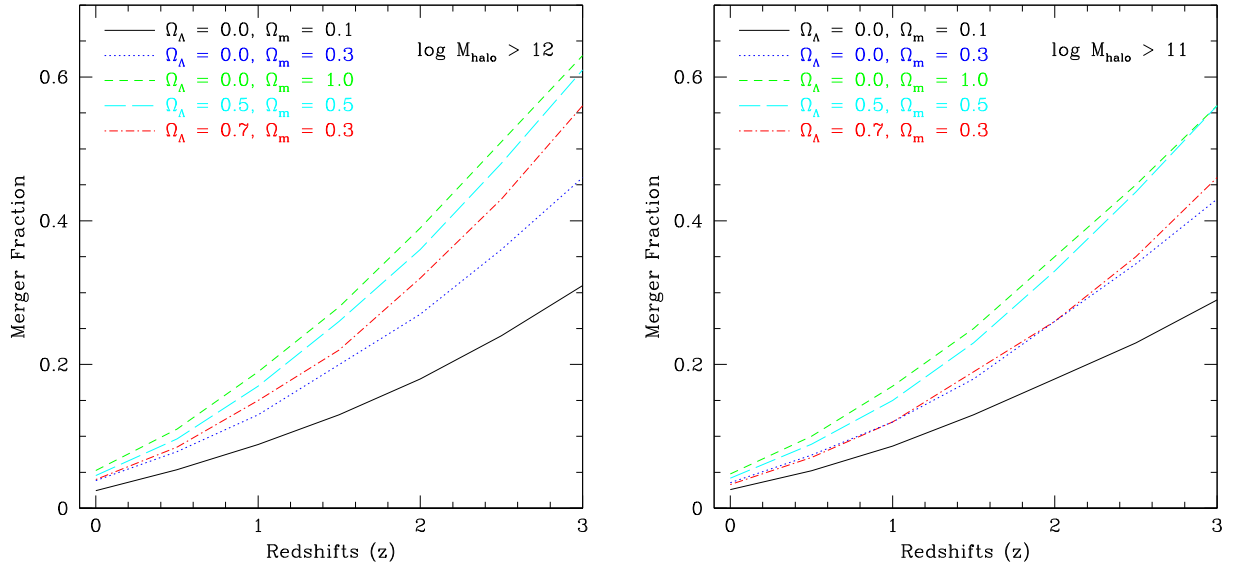 Ω_Λ = 0.0, Ω_m = 0.1
Ω_Λ = 0.0, Ω_m = 0.3
Ω_Λ = 0.0, Ω_m = 1.0
Ω_Λ = 0.5, Ω_m = 0.5
Ω_Λ = 0.7, Ω_m = 0.3
log M_halo > 12
0.6
0.4
0.2
0
Merger Fraction
0 1 2 3
Redshifts (z)
Ω_Λ = 0.0, Ω_m = 0.1
Ω_Λ = 0.0, Ω_m = 0.3
Ω_Λ = 0.0, Ω_m = 1.0
Ω_Λ = 0.5, Ω_m = 0.5
Ω_Λ = 0.7, Ω_m = 0.3
log M_halo > 11
0.6
0.4
0.2
0
Merger Fraction
0 1 2 3
Redshifts (z)